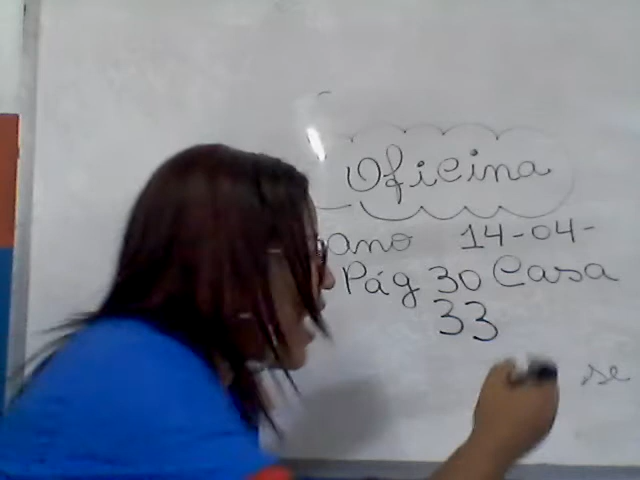 Oficina
ano 14-04-
Pág 30 Casa
33
se